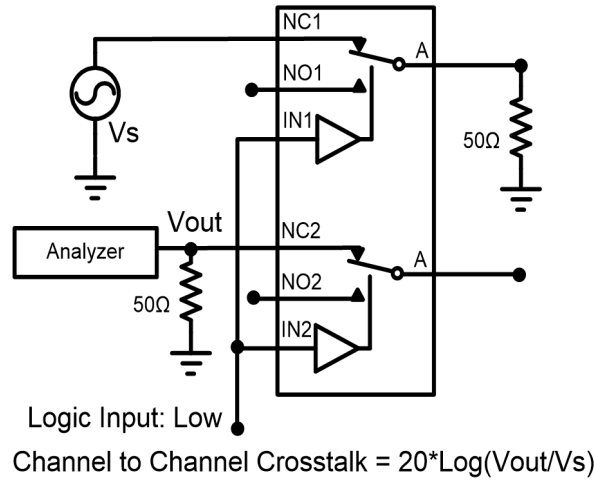 NC1
A
NO1
IN1
Vs
50Ω
Vout
NC2
Analyzer
A
50Ω
NO2
IN2
Logic Input: Low
Channel to Channel Crosstalk = 20*Log(Vout/Vs)